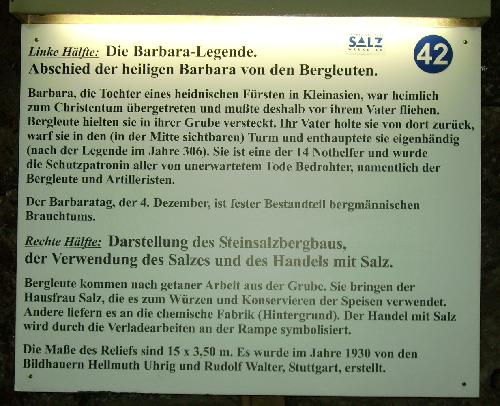 SALZ
42
Linke Hälfte: Die Barbara-Legende.
Abschied der heiligen Barbara von den Bergleuten.
Barbara, die Tochter eines heidnischen Fürsten in Kleinasien, war heimlich
zum Christentum übergetreten und mußte deshalb vor ihrem Vater fliehen.
Bergleute hielten sie in ihrer Grube versteckt. Ihr Vater holte sie von dort zurück,
warf sie in den (in der Mitte sichtbaren) Turm und enthauptete sie eigenhändig
(nach der Legende im Jahre 306). Sie ist eine der 14 Nothelfer und wurde
die Schutzpatronin aller von unerwartetem Tode Bedrohter, namentlich der
Bergleute und Artilleristen.
Der Barbaratag, der 4. Dezember, ist fester Bestandteil bergmännischen
Brauchtums.
Rechte Hälfte: Darstellung des Steinsalzbergbaus,
der Verwendung des Salzes und des Handels mit Salz.
Bergleute kommen nach getaner Arbeit aus der Grube. Sie bringen der
Hausfrau Salz, die es zum Würzen und Konservieren der Speisen verwendet.
Andere liefern es an die chemische Fabrik (Hintergrund). Der Handel mit Salz
wird durch die Verladearbeiten an der Rampe symbolisiert.
Die Maße des Reliefs sind 15 x 3,50 m. Es wurde im Jahre 1930 von den
Bildhauern Hellmuth Uhrig und Rudolf Walter, Stuttgart, erstellt.